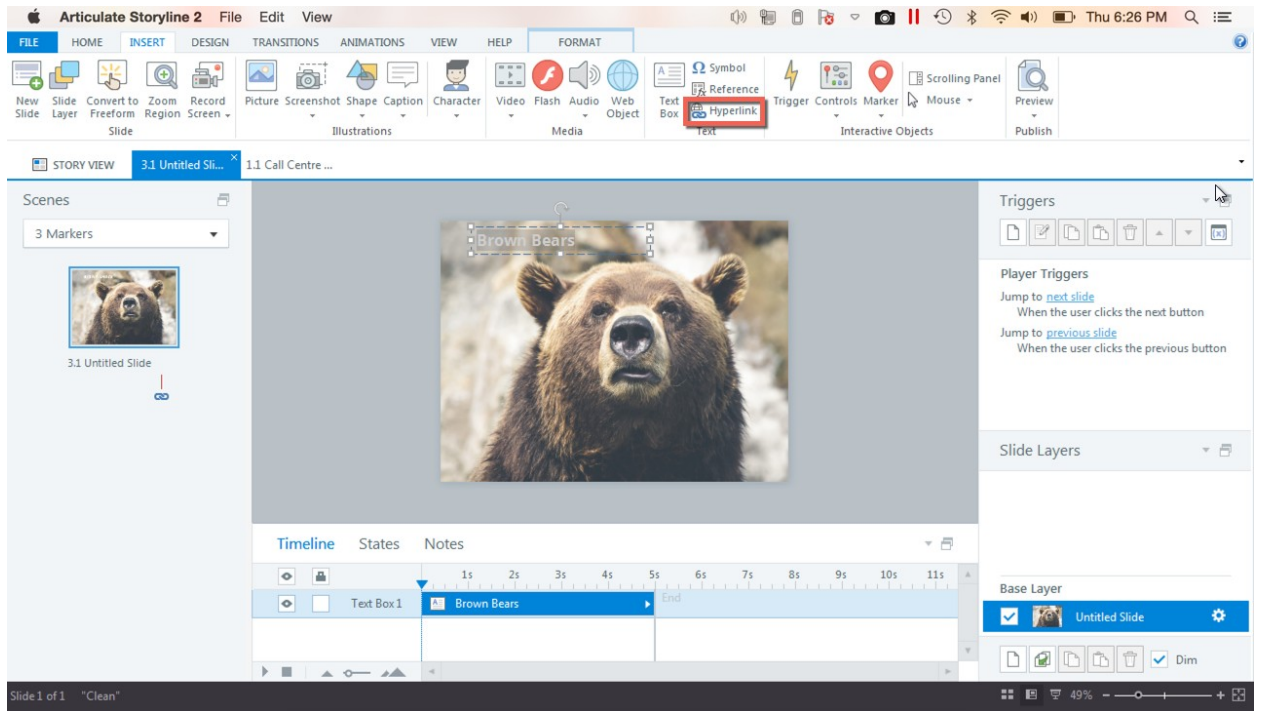 Articulate Storyline 2 File Edit View Thu 6:26 PM
FILE HOME INSERT DESIGN TRANSITIONS ANIMATIONS VIEW HELP FORMAT
New Slide
Slide Layer
Convert to Freeform
Zoom Region
Record Screen
Slide
Picture Screenshot Shape Caption Character
Illustrations
Video Flash Audio Web Object
Media
Text Box
Symbol
Reference
Hyperlink
Text
Trigger Controls Marker
Scrolling Panel
Mouse
Interactive Objects
Preview
Publish
STORY VIEW 3.1 Untitled Sli... 1.1 Call Centre ...
Scenes
3 Markers
3.1 Untitled Slide
Brown Bears
Triggers
Player Triggers
Jump to next slide
When the user clicks the next button
Jump to previous slide
When the user clicks the previous button
Slide Layers
Base Layer
Untitled Slide
Dim
Timeline States Notes
1s 2s 3s 4s 5s 6s 7s 8s 9s 10s 11s
Text Box 1 Brown Bears End
Slide 1 of 1 "Clean" 49%